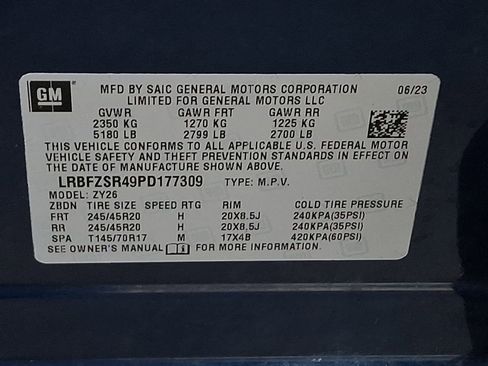 GM
MFD BY SAIC GENERAL MOTORS CORPORATION 06/23
LIMITED FOR GENERAL MOTORS LLC
GVWR GAWR FRT GAWR RR
2350 KG 1270 KG 1225 KG
5180 LB 2799 LB 2700 LB
THIS VEHICLE CONFORMS TO ALL APPLICABLE U.S. FEDERAL MOTOR
VEHICLE SAFETY AND THEFT PREVENTION STANDARDS IN EFFECT ON
THE DATE OF MANUFACTURE SHOWN ABOVE.
LRBFZSR49PD177309 TYPE: M.P.V.
MODEL: ZY26
ZBDN TIRE SIZE SPEED RTG RIM COLD TIRE PRESSURE
FRT 245/45R20 H 20X8.5J 240KPA(35PSI)
RR 245/45R20 H 20X8.5J 240KPA(35PSI)
SPA T145/70R17 M 17X4B 420KPA(60PSI)
SEE OWNER'S MANUAL FOR MORE INFORMATION.